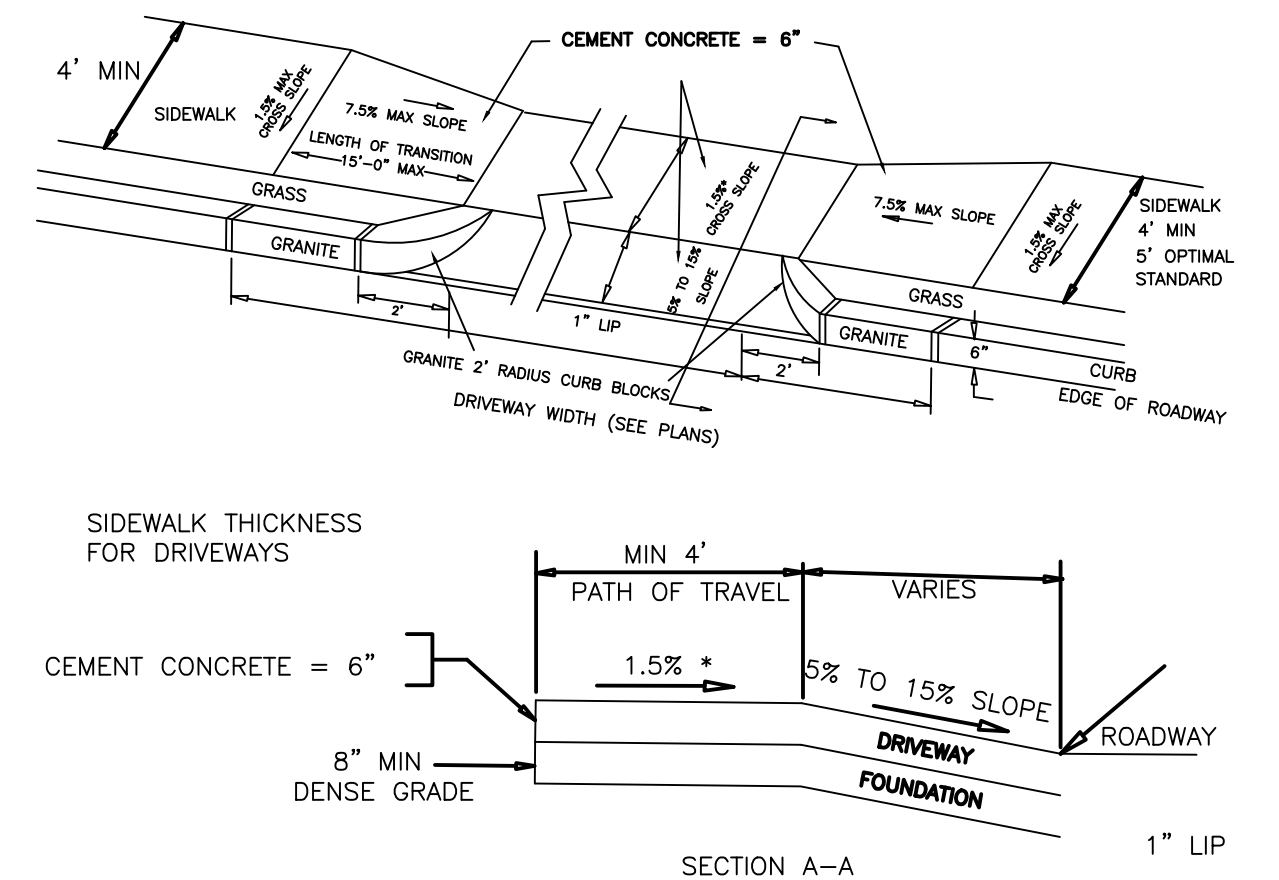 CEMENT CONCRETE = 6"
4' MIN
SIDEWALK
1.5% MAX
CROSS SLOPE
7.5% MAX SLOPE
LENGTH OF TRANSITION
15'-0" MAX
GRASS
GRANITE
2'
1.5%*
CROSS SLOPE
5% TO 15%
SLOPE
1" LIP
7.5% MAX SLOPE
1.5% MAX
CROSS SLOPE
SIDEWALK
4' MIN
5' OPTIMAL
STANDARD
GRASS
GRANITE
6"
2'
CURB
EDGE OF ROADWAY
GRANITE 2' RADIUS CURB BLOCKS
DRIVEWAY WIDTH (SEE PLANS)
SIDEWALK THICKNESS
FOR DRIVEWAYS
MIN 4'
PATH OF TRAVEL
VARIES
CEMENT CONCRETE = 6"
1.5% *
5% TO 15% SLOPE
ROADWAY
8" MIN
DENSE GRADE
DRIVEWAY
FOUNDATION
1" LIP
SECTION A-A